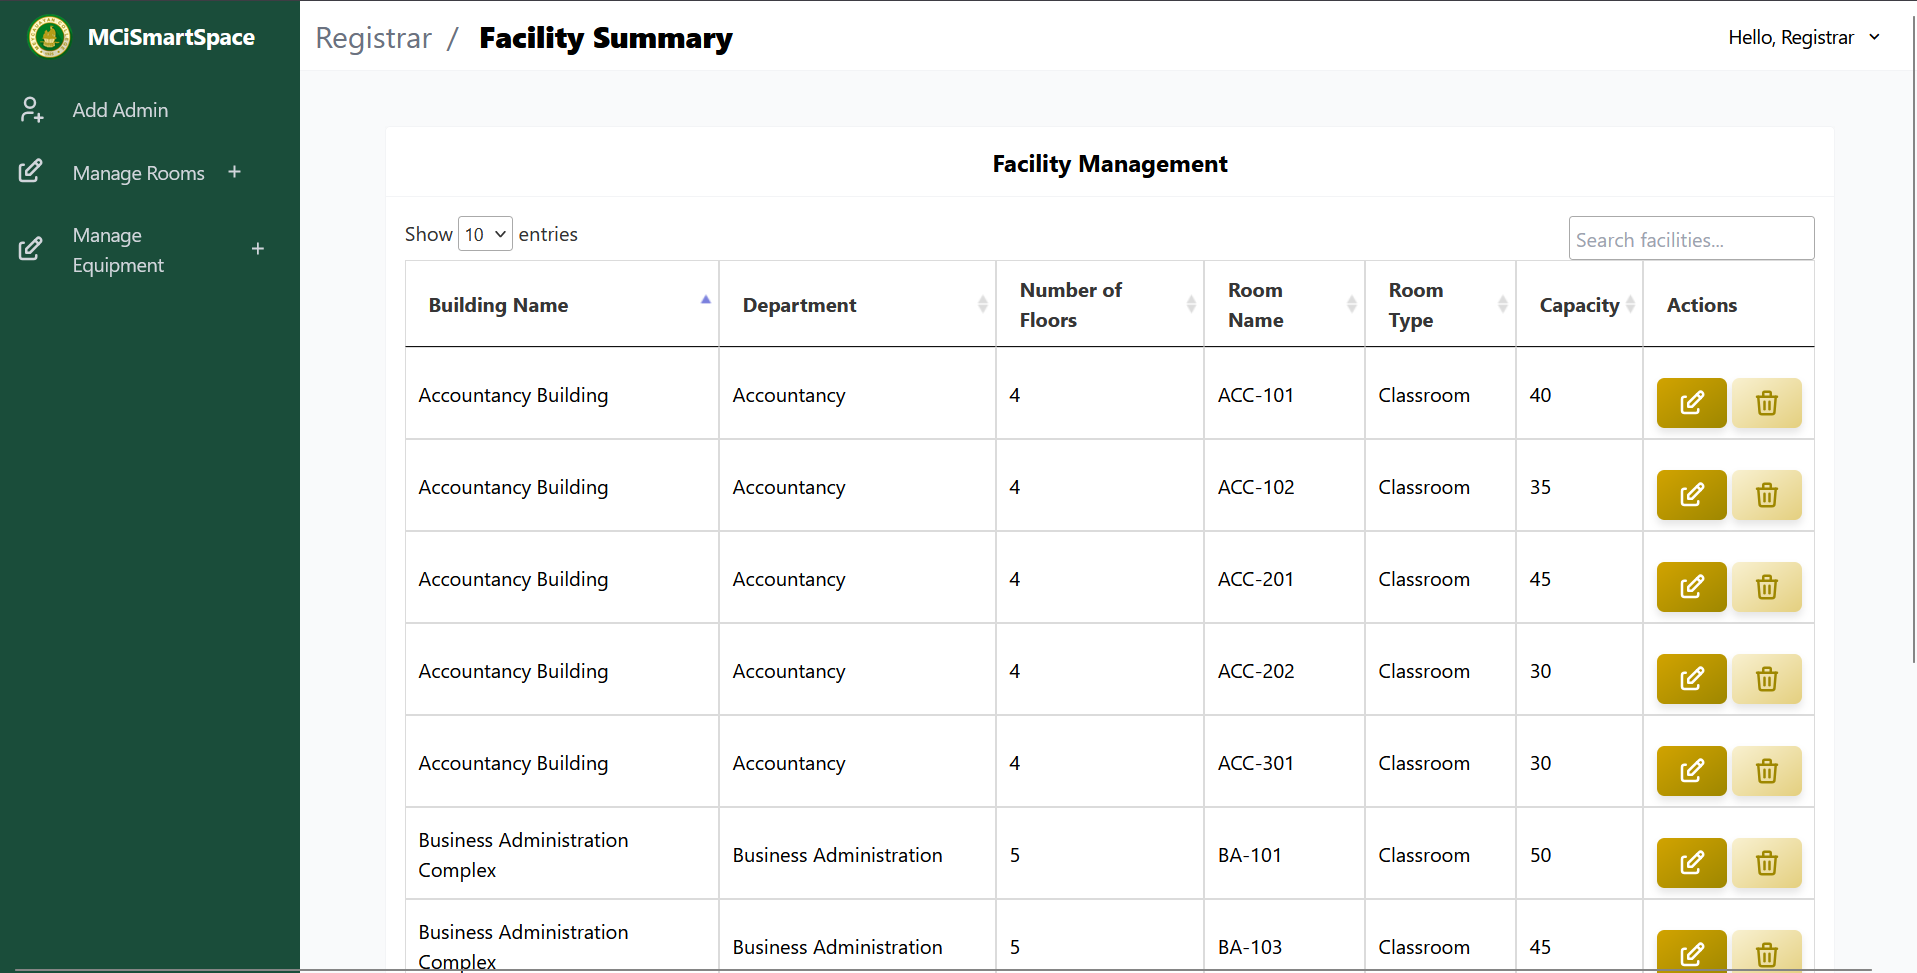 MCiSmartSpace
Registrar / Facility Summary
Hello, Registrar
Add Admin
Manage Rooms +
Manage
Equipment +
Facility Management
Show 10 entries
Search facilities...
Building Name Department Number of Floors Room Name Room Type Capacity Actions
Accountancy Building Accountancy 4 ACC-101 Classroom 40
Accountancy Building Accountancy 4 ACC-102 Classroom 35
Accountancy Building Accountancy 4 ACC-201 Classroom 45
Accountancy Building Accountancy 4 ACC-202 Classroom 30
Accountancy Building Accountancy 4 ACC-301 Classroom 30
Business Administration Complex Business Administration 5 BA-101 Classroom 50
Business Administration Complex Business Administration 5 BA-103 Classroom 45